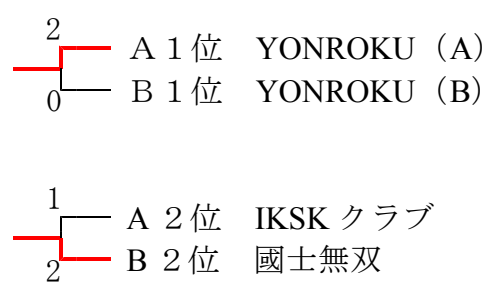 2
Ａ１位 YONROKU（A）
0
Ｂ１位 YONROKU（B）
1
A ２位 IKSK クラブ
2
B ２位 國士無双